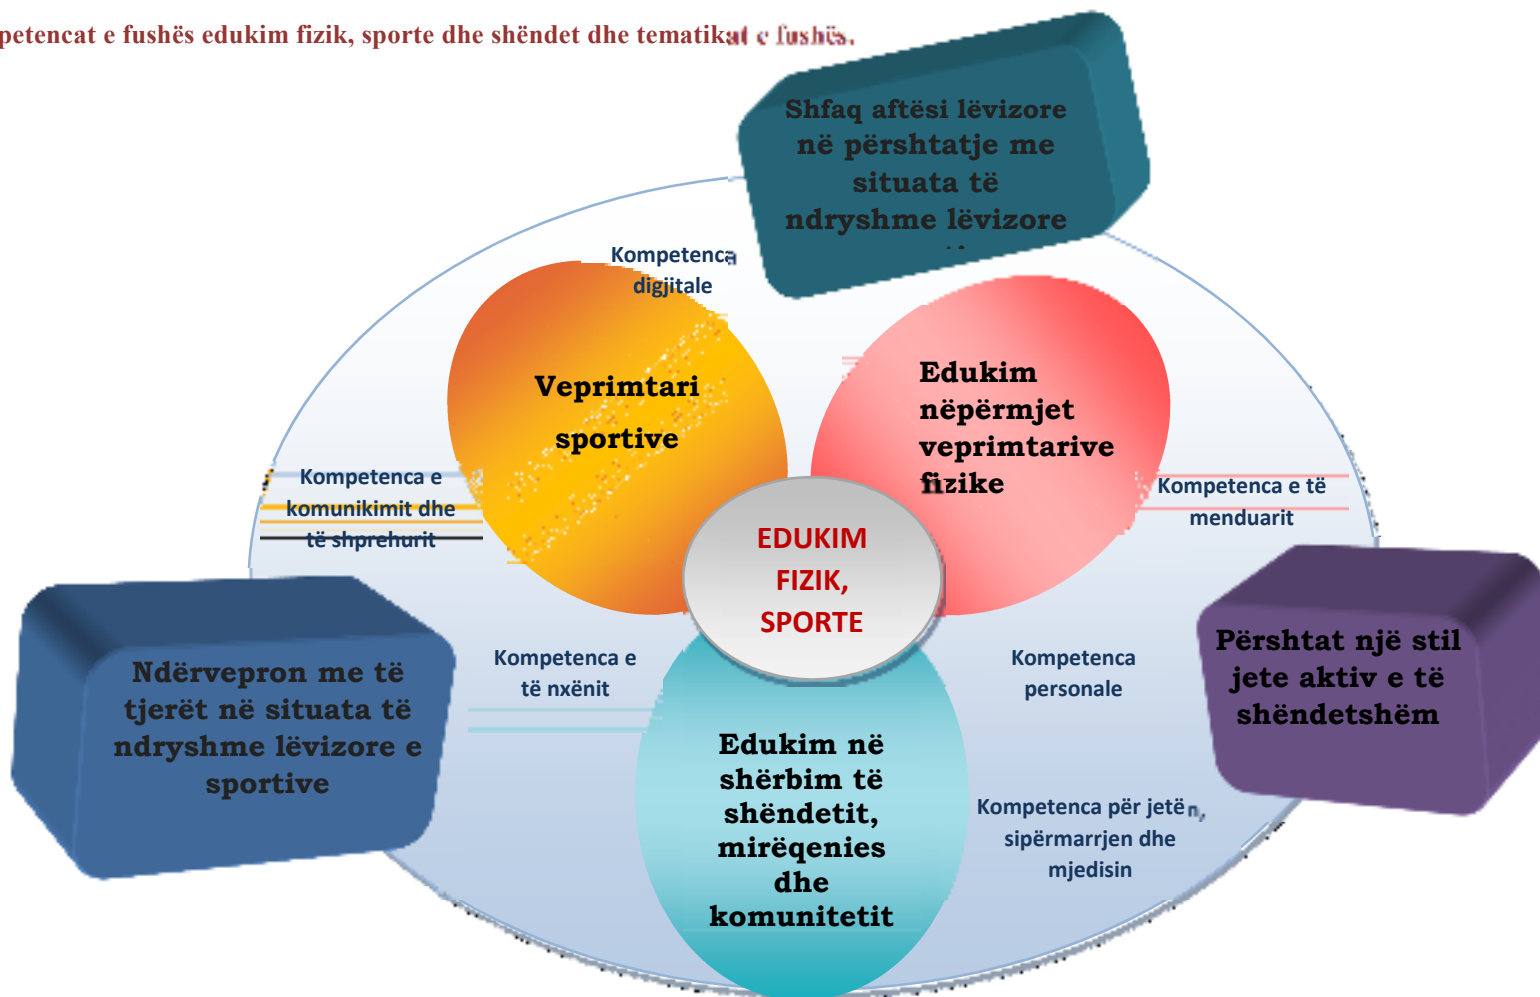 petencat e fushës edukim fizik, sporte dhe shëndet dhe tematikat e fushës.
Shfaq aftësi lëvizore
në përshtatje me
situata të
ndryshme lëvizore
Kompetenca
digjitale
Veprimtari
sportive
Edukim
nëpërmjet
veprimtarive
fizike
Kompetenca e
komunikimit dhe
të shprehurit
Kompetenca e të
menduarit
EDUKIM
FIZIK,
SPORTE
Ndërvepron me të
tjerët në situata të
ndryshme lëvizore e
sportive
Kompetenca e
të nxënit
Kompetenca
personale
Përshtat një stil
jete aktiv e të
shëndetshëm
Edukim në
shërbim të
shëndetit,
mirëqenies
dhe
komunitetit
Kompetenca për jetën,
sipërmarrjen dhe
mjedisin